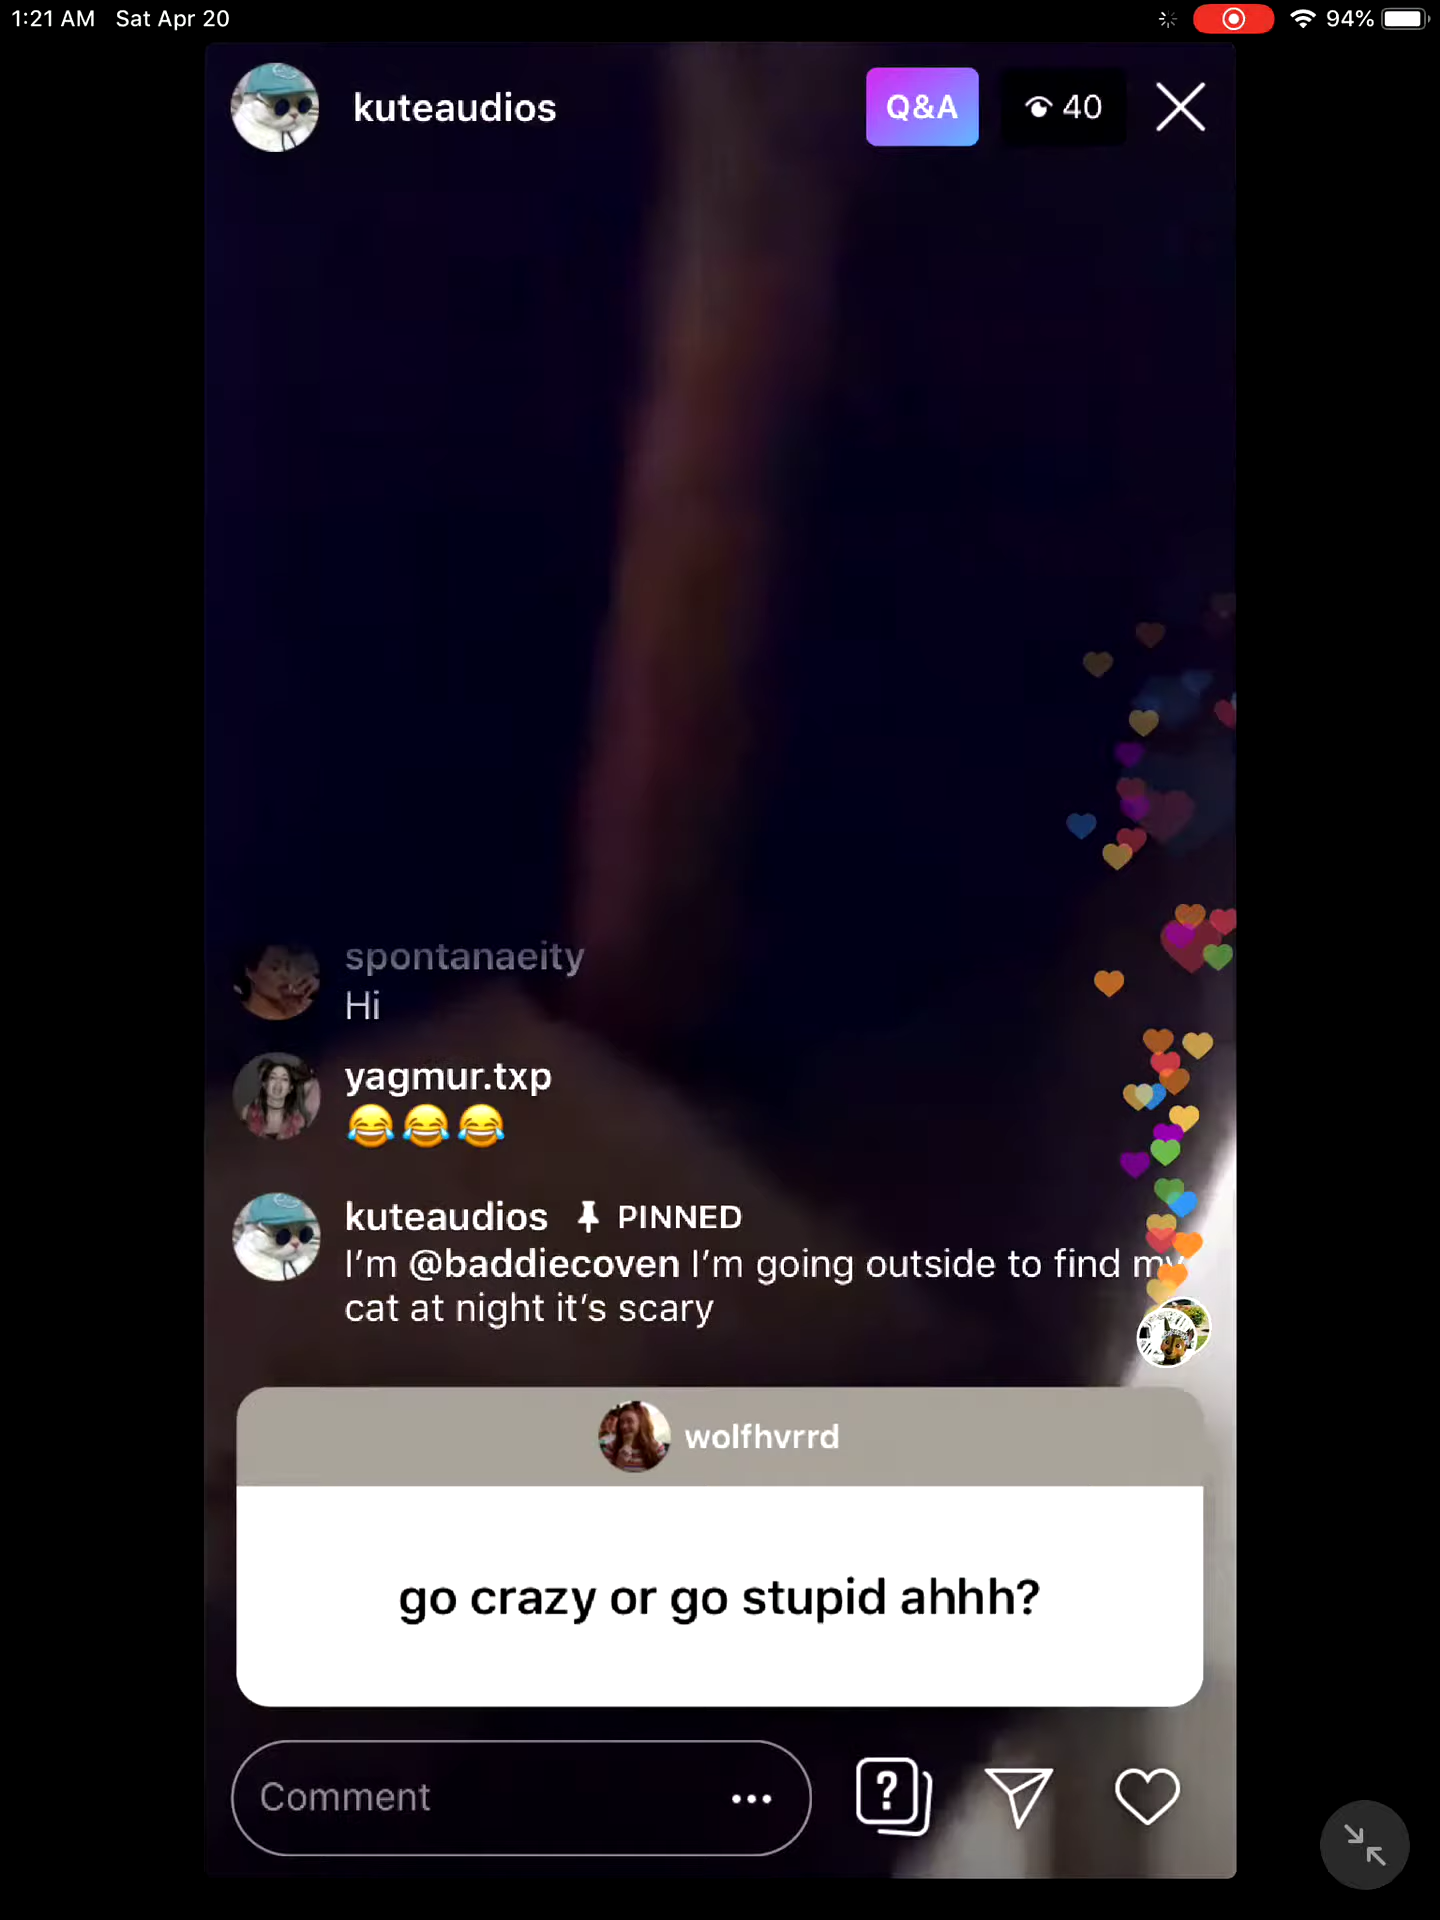 1:21 AM Sat Apr 20
94%
kuteaudios
Q&A
40
spontanaeity
Hi
yagmur.txp
😂😂😂
kuteaudios PINNED
I'm @baddiecoven I'm going outside to find my
cat at night it's scary
wolfhvrrd
go crazy or go stupid ahhh?
Comment